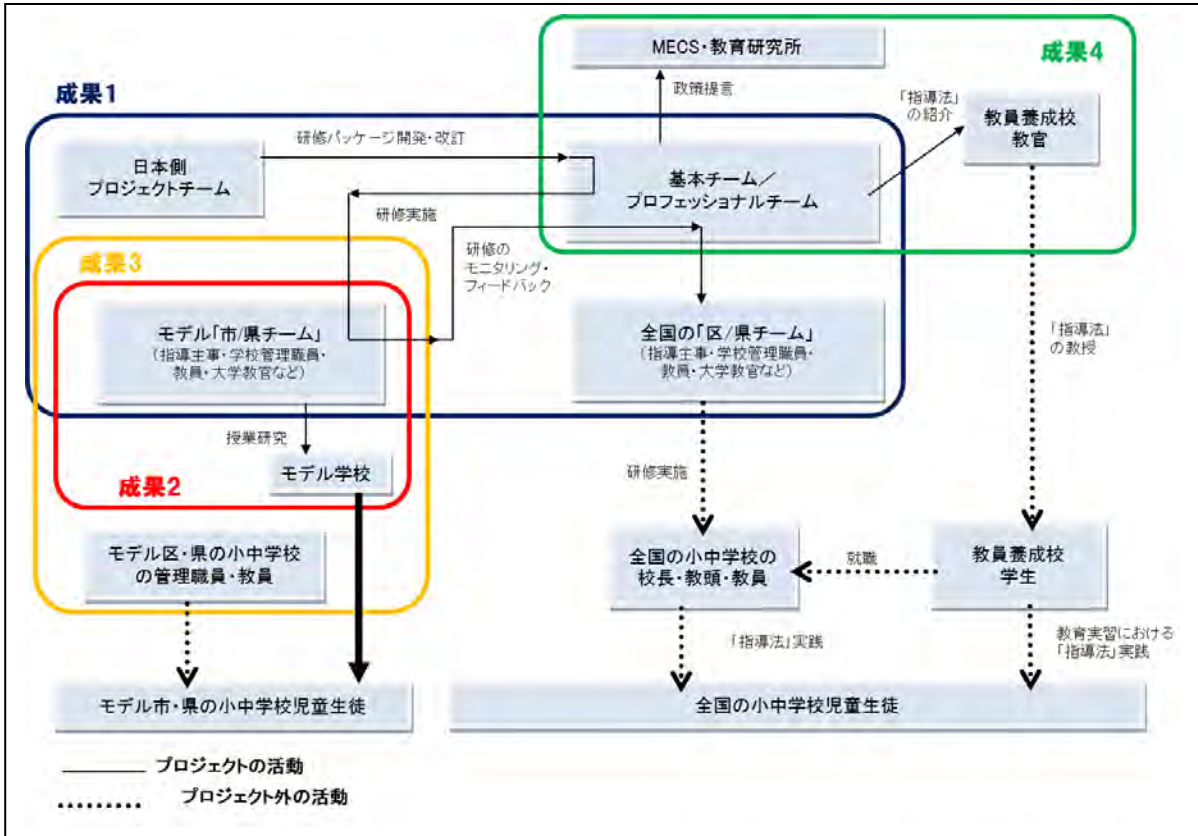 MECS・教育研究所
成果4
成果1
政策提言
「指導法」
の紹介
教員養成校
教官
研修パッケージ開発・改訂
日本側
プロジェクトチーム
基本チーム／
プロフェッショナルチーム
研修実施
研修の
モニタリング・
フィードバック
成果3
モデル「市/県チーム」
(指導主事・学校管理職員・
教員・大学教官など)
全国の「区/県チーム」
(指導主事・学校管理職員・
教員・大学教官など)
「指導法」
の教授
授業研究
モデル学校
成果2
研修実施
モデル区・県の小中学校
の管理職員・教員
全国の小中学校の
校長・教頭・教員
就職
教員養成校
学生
「指導法」実践
教育実習における
「指導法」実践
モデル市・県の小中学校児童生徒
全国の小中学校児童生徒
プロジェクトの活動
プロジェクト外の活動